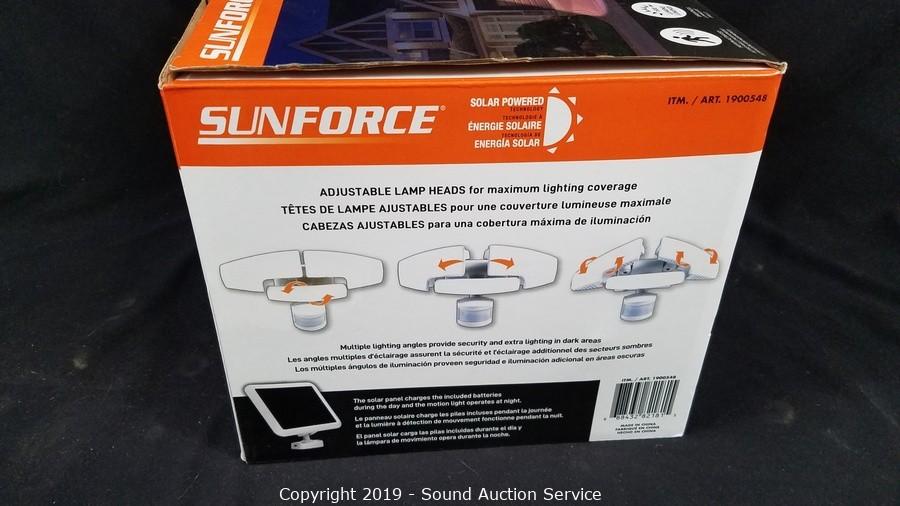 SUNFORCE
SUNFORCE®
SOLAR POWERED
TECHNOLOGY
TECHNOLOGIE À
ÉNERGIE SOLAIRE
TECNOLOGÍA DE
ENERGÍA SOLAR
ITM. / ART. 1900548
ADJUSTABLE LAMP HEADS for maximum lighting coverage
TÊTES DE LAMPE AJUSTABLES pour une couverture lumineuse maximale
CABEZAS AJUSTABLES para una cobertura máxima de iluminación
Multiple lighting angles provide security and extra lighting in dark areas
Les angles multiples d'éclairage assurent la sécurité et l'éclairage additionnel des secteurs sombres
Los múltiples ángulos de iluminación proveen seguridad e iluminación adicional en áreas oscuras
The solar panel charges the included batteries
during the day and the motion light operates at night.
Le panneau solaire charge les piles incluses pendant la journée
et la lumière à détection de mouvement fonctionne pendant la nuit.
El panel solar carga las pilas incluidas durante el día y
la lámpara de movimiento opera durante la noche.
ITM. / ART. 1900548
MADE IN CHINA
FABRIQUÉ EN CHINE
HECHO EN CHINA
Copyright 2019 - Sound Auction Service